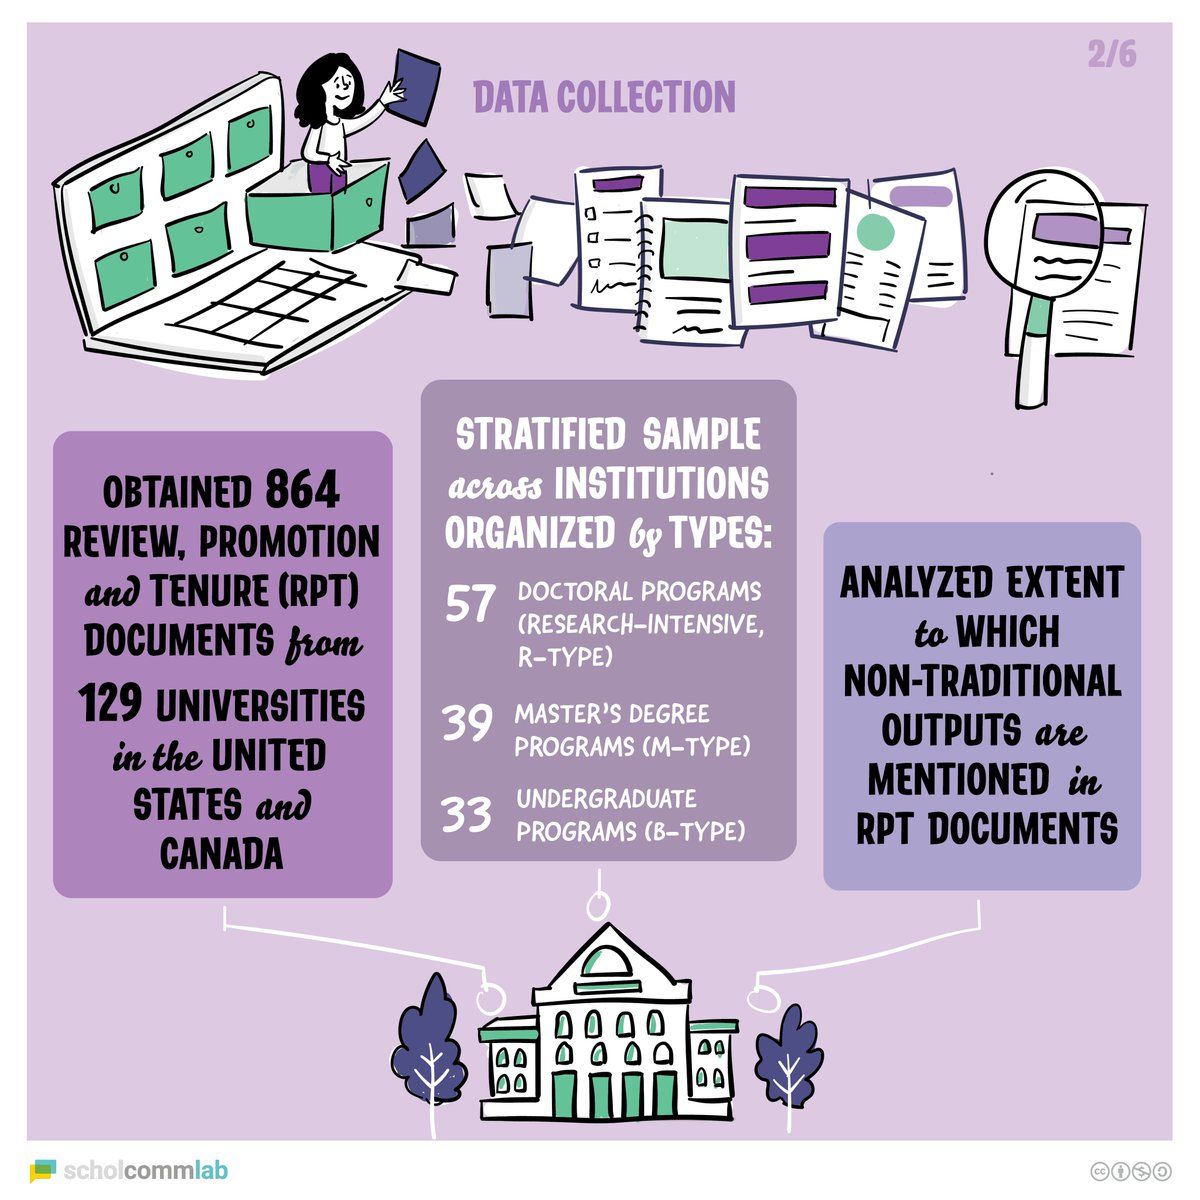 2/6
DATA COLLECTION
OBTAINED 864
REVIEW, PROMOTION
and TENURE (RPT)
DOCUMENTS from
129 UNIVERSITIES
in the UNITED
STATES and
CANADA
STRATIFIED SAMPLE
across INSTITUTIONS
ORGANIZED by TYPES:
57 DOCTORAL PROGRAMS
(RESEARCH-INTENSIVE,
R-TYPE)
39 MASTER'S DEGREE
PROGRAMS (M-TYPE)
33 UNDERGRADUATE
PROGRAMS (B-TYPE)
ANALYZED EXTENT
to WHICH
NON-TRADITIONAL
OUTPUTS are
MENTIONED in
RPT DOCUMENTS
scholcommlab